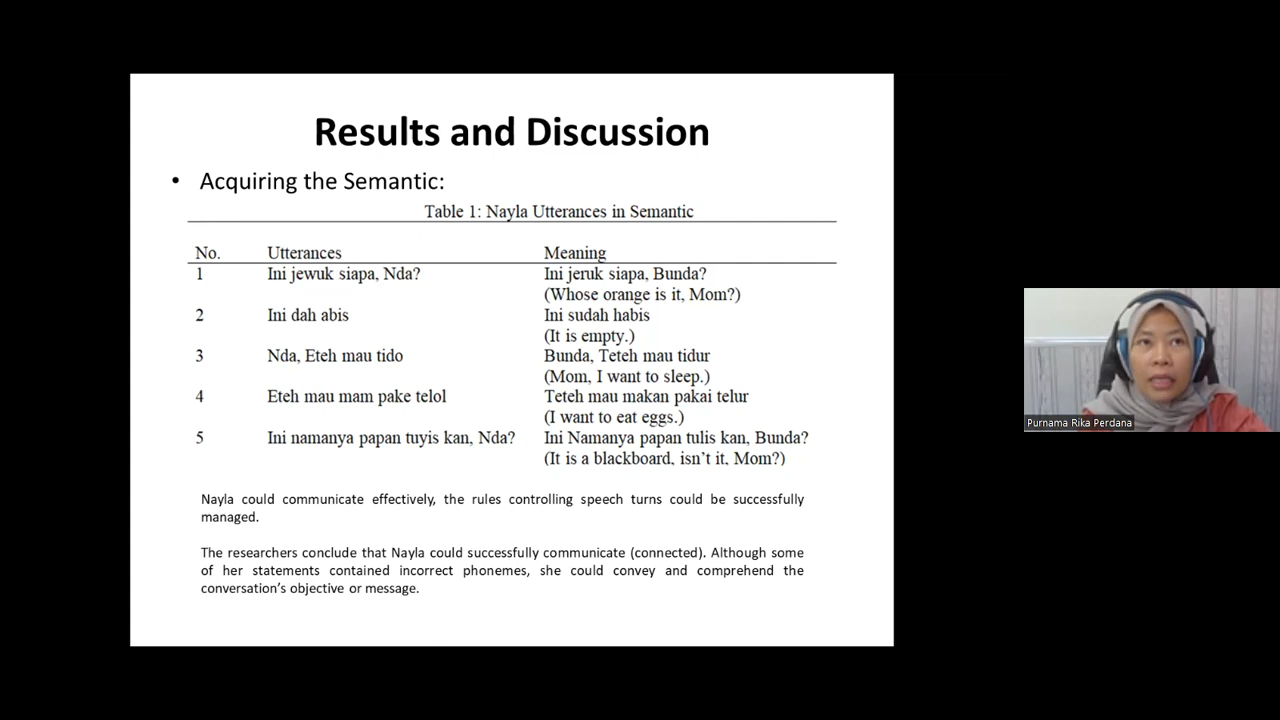 Results and Discussion
• Acquiring the Semantic:
Table 1: Nayla Utterances in Semantic
No. Utterances Meaning
1 Ini jewuk siapa, Nda? Ini jeruk siapa, Bunda?
(Whose orange is it, Mom?)
2 Ini dah abis Ini sudah habis
(It is empty.)
3 Nda, Eteh mau tido Bunda, Teteh mau tidur
(Mom, I want to sleep.)
4 Eteh mau mam pake telol Teteh mau makan pakai telur
(I want to eat eggs.)
5 Ini namanya papan tuyis kan, Nda? Ini Namanya papan tulis kan, Bunda?
(It is a blackboard, isn't it, Mom?)
Nayla could communicate effectively, the rules controlling speech turns could be successfully
managed.
The researchers conclude that Nayla could successfully communicate (connected). Although some
of her statements contained incorrect phonemes, she could convey and comprehend the
conversation's objective or message.
Purnama Rika Perdana